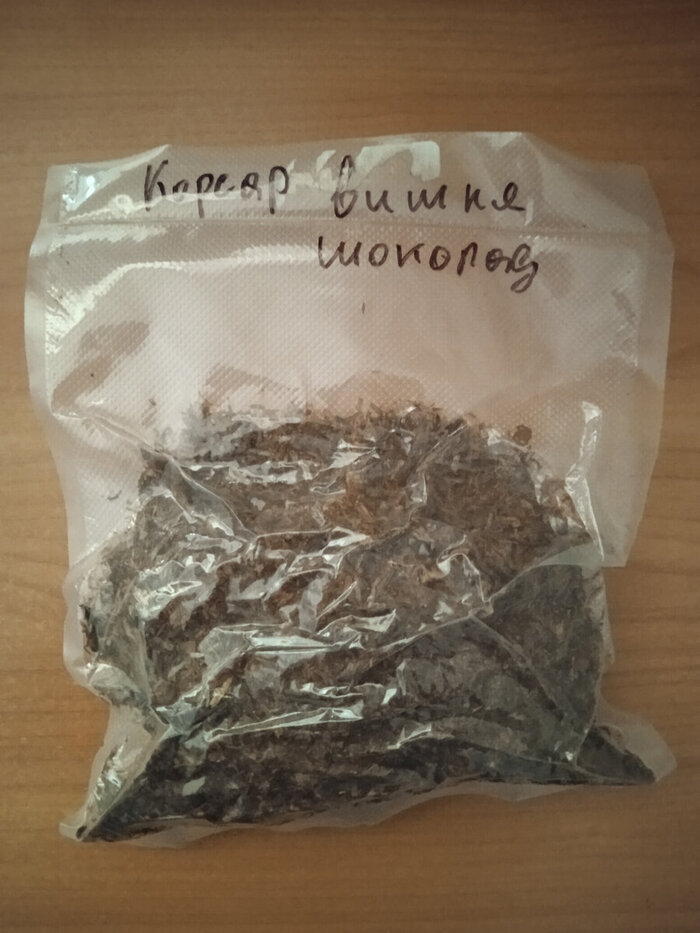 Корсар вишня
шоколад